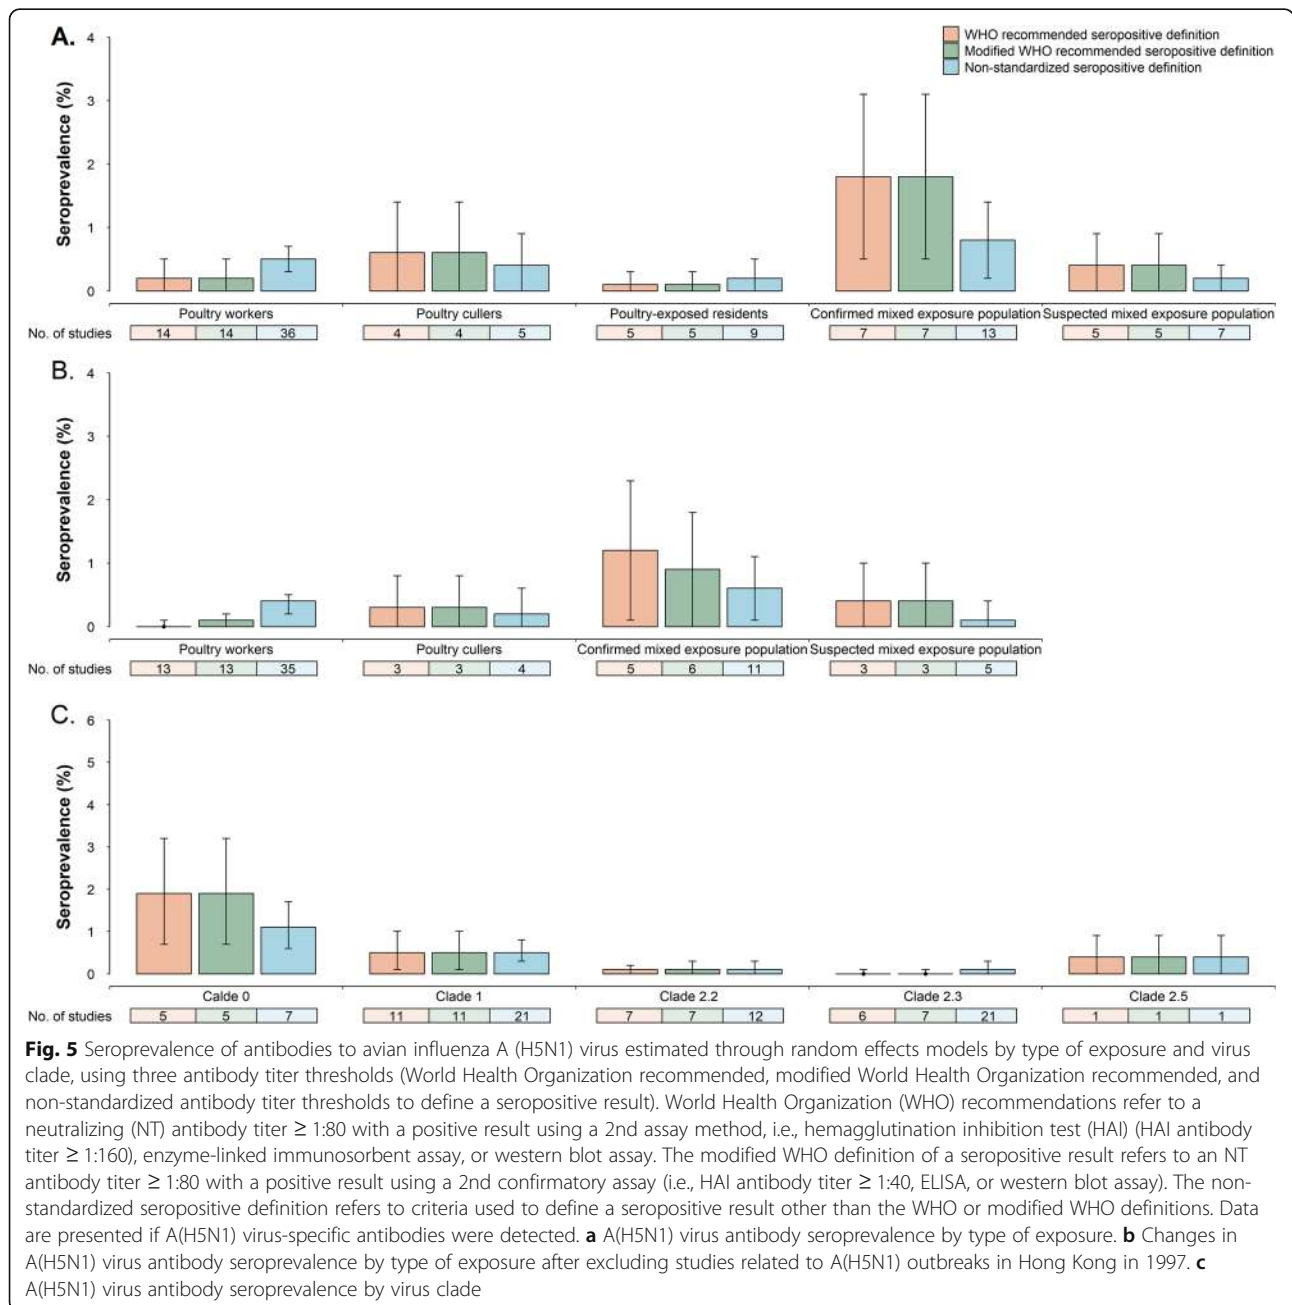 A.
WHO recommended seropositive definition
Modified WHO recommended seropositive definition
Non-standardized seropositive definition
Seroprevalence (%)
4
3
2
1
0
Poultry workers Poultry cullers Poultry-exposed residents Confirmed mixed exposure population Suspected mixed exposure population
No. of studies 14 14 36 4 4 5 5 5 9 7 7 13 5 5 7
B.
Seroprevalence (%)
4
3
2
1
0
Poultry workers Poultry cullers Confirmed mixed exposure population Suspected mixed exposure population
No. of studies 13 13 35 3 3 4 5 6 11 3 3 5
C.
Seroprevalence (%)
6
5
4
3
2
1
0
Calde 0 Clade 1 Clade 2.2 Clade 2.3 Clade 2.5
No. of studies 5 5 7 11 11 21 7 7 12 6 7 21 1 1 1
Fig. 5 Seroprevalence of antibodies to avian influenza A (H5N1) virus estimated through random effects models by type of exposure and virus
clade, using three antibody titer thresholds (World Health Organization recommended, modified World Health Organization recommended, and
non-standardized antibody titer thresholds to define a seropositive result). World Health Organization (WHO) recommendations refer to a
neutralizing (NT) antibody titer ≥ 1:80 with a positive result using a 2nd assay method, i.e., hemagglutination inhibition test (HAI) (HAI antibody
titer ≥ 1:160), enzyme-linked immunosorbent assay, or western blot assay. The modified WHO definition of a seropositive result refers to an NT
antibody titer ≥ 1:80 with a positive result using a 2nd confirmatory assay (i.e., HAI antibody titer ≥ 1:40, ELISA, or western blot assay). The non-
standardized seropositive definition refers to criteria used to define a seropositive result other than the WHO or modified WHO definitions. Data
are presented if A(H5N1) virus-specific antibodies were detected. a A(H5N1) virus antibody seroprevalence by type of exposure. b Changes in
A(H5N1) virus antibody seroprevalence by type of exposure after excluding studies related to A(H5N1) outbreaks in Hong Kong in 1997. c
A(H5N1) virus antibody seroprevalence by virus clade